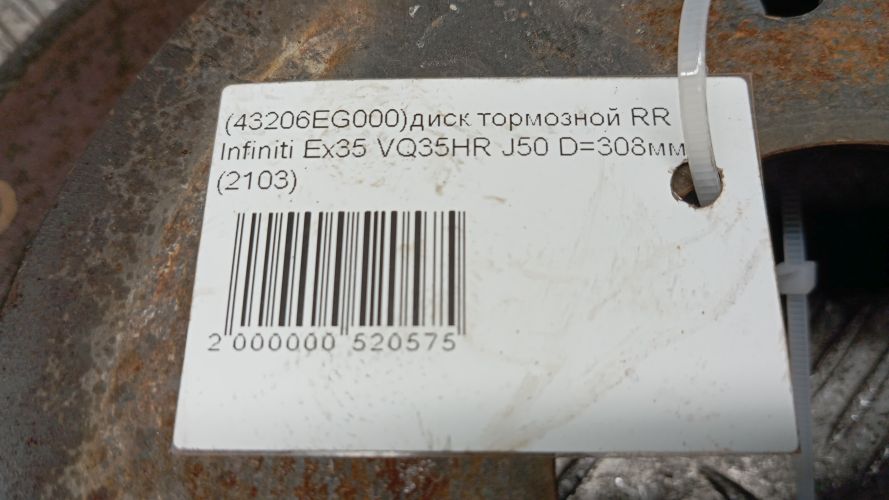 (43206EG000)диск тормозной RR
Infiniti Ex35 VQ35HR J50 D=308мм
(2103)
2 000000 520575